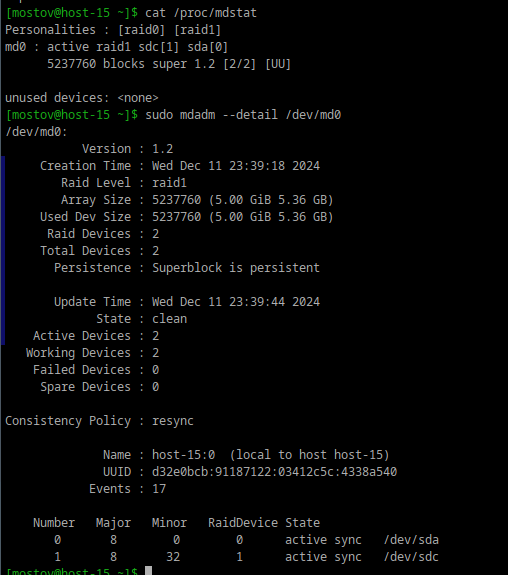 [mostov@host-15 ~]$ cat /proc/mdstat
Personalities : [raid0] [raid1]
md0 : active raid1 sdc[1] sda[0]
      5237760 blocks super 1.2 [2/2] [UU]

unused devices: <none>
[mostov@host-15 ~]$ sudo mdadm --detail /dev/md0
/dev/md0:
           Version : 1.2
     Creation Time : Wed Dec 11 23:39:18 2024
        Raid Level : raid1
        Array Size : 5237760 (5.00 GiB 5.36 GB)
     Used Dev Size : 5237760 (5.00 GiB 5.36 GB)
      Raid Devices : 2
     Total Devices : 2
       Persistence : Superblock is persistent

       Update Time : Wed Dec 11 23:39:44 2024
             State : clean
    Active Devices : 2
   Working Devices : 2
    Failed Devices : 0
     Spare Devices : 0

Consistency Policy : resync

              Name : host-15:0  (local to host host-15)
              UUID : d32e0bcb:91187122:03412c5c:4338a540
            Events : 17

    Number   Major   Minor   RaidDevice State
       0       8        0        0      active sync   /dev/sda
       1       8       32        1      active sync   /dev/sdc
[mostov@host-15 ~]$